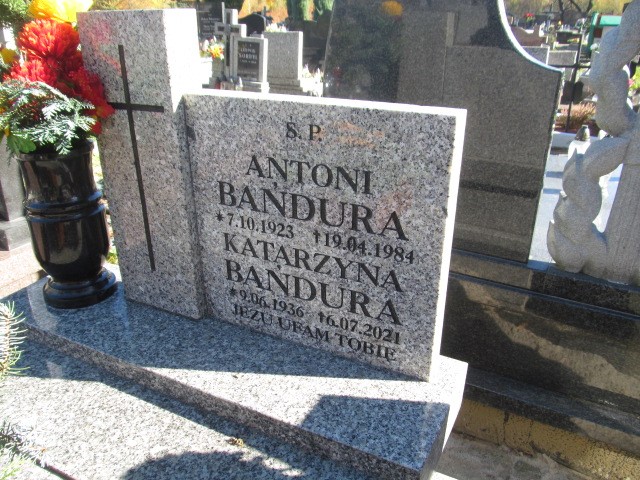 Ś. P.
ANTONI
BANDURA
*7.10.1923 †19.04.1984
KATARZYNA
BANDURA
*9.06.1936 †6.07.2021
JEZU UFAM TOBIE